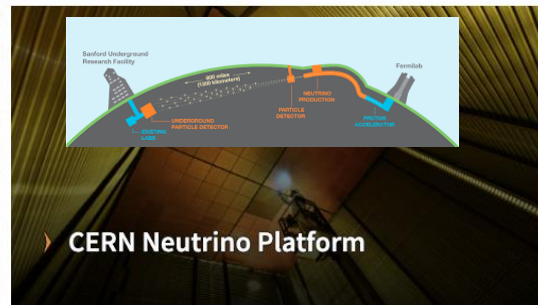 Sanford Underground
Research Facility
Fermilab
800 miles
(1300 kilometers)
NEUTRINO
PRODUCTION
PARTICLE
DETECTOR
UNDERGROUND
PARTICLE DETECTOR
PROTON
ACCELERATOR
EXISTING
LABS
CERN Neutrino Platform